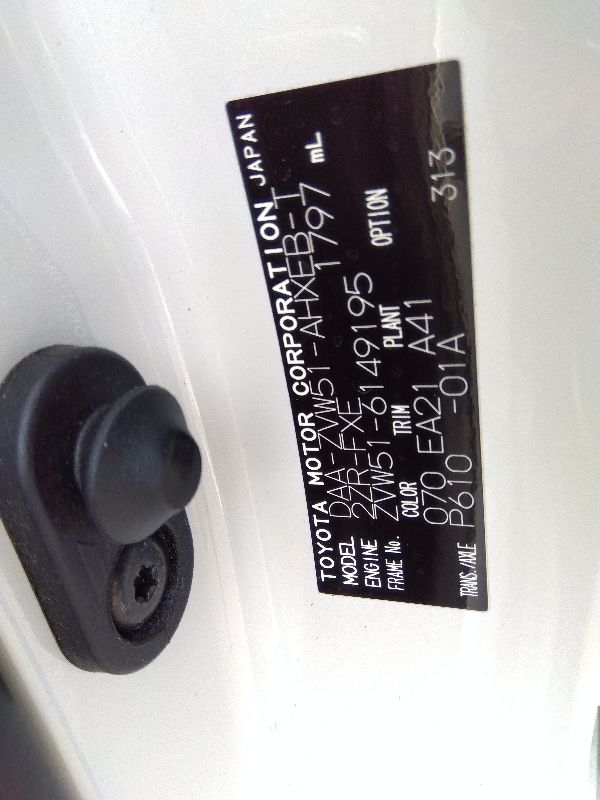 TOYOTA MOTOR CORPORATION JAPAN
MODEL DAA-ZVW51-AHXEB-T
ENGINE 2ZR-FXE 1797 mL
FRAME No. ZVW51-6149195
COLOR TRIM PLANT OPTION
070 EA21 A41 313
TRANS./AXLE P610 -01A